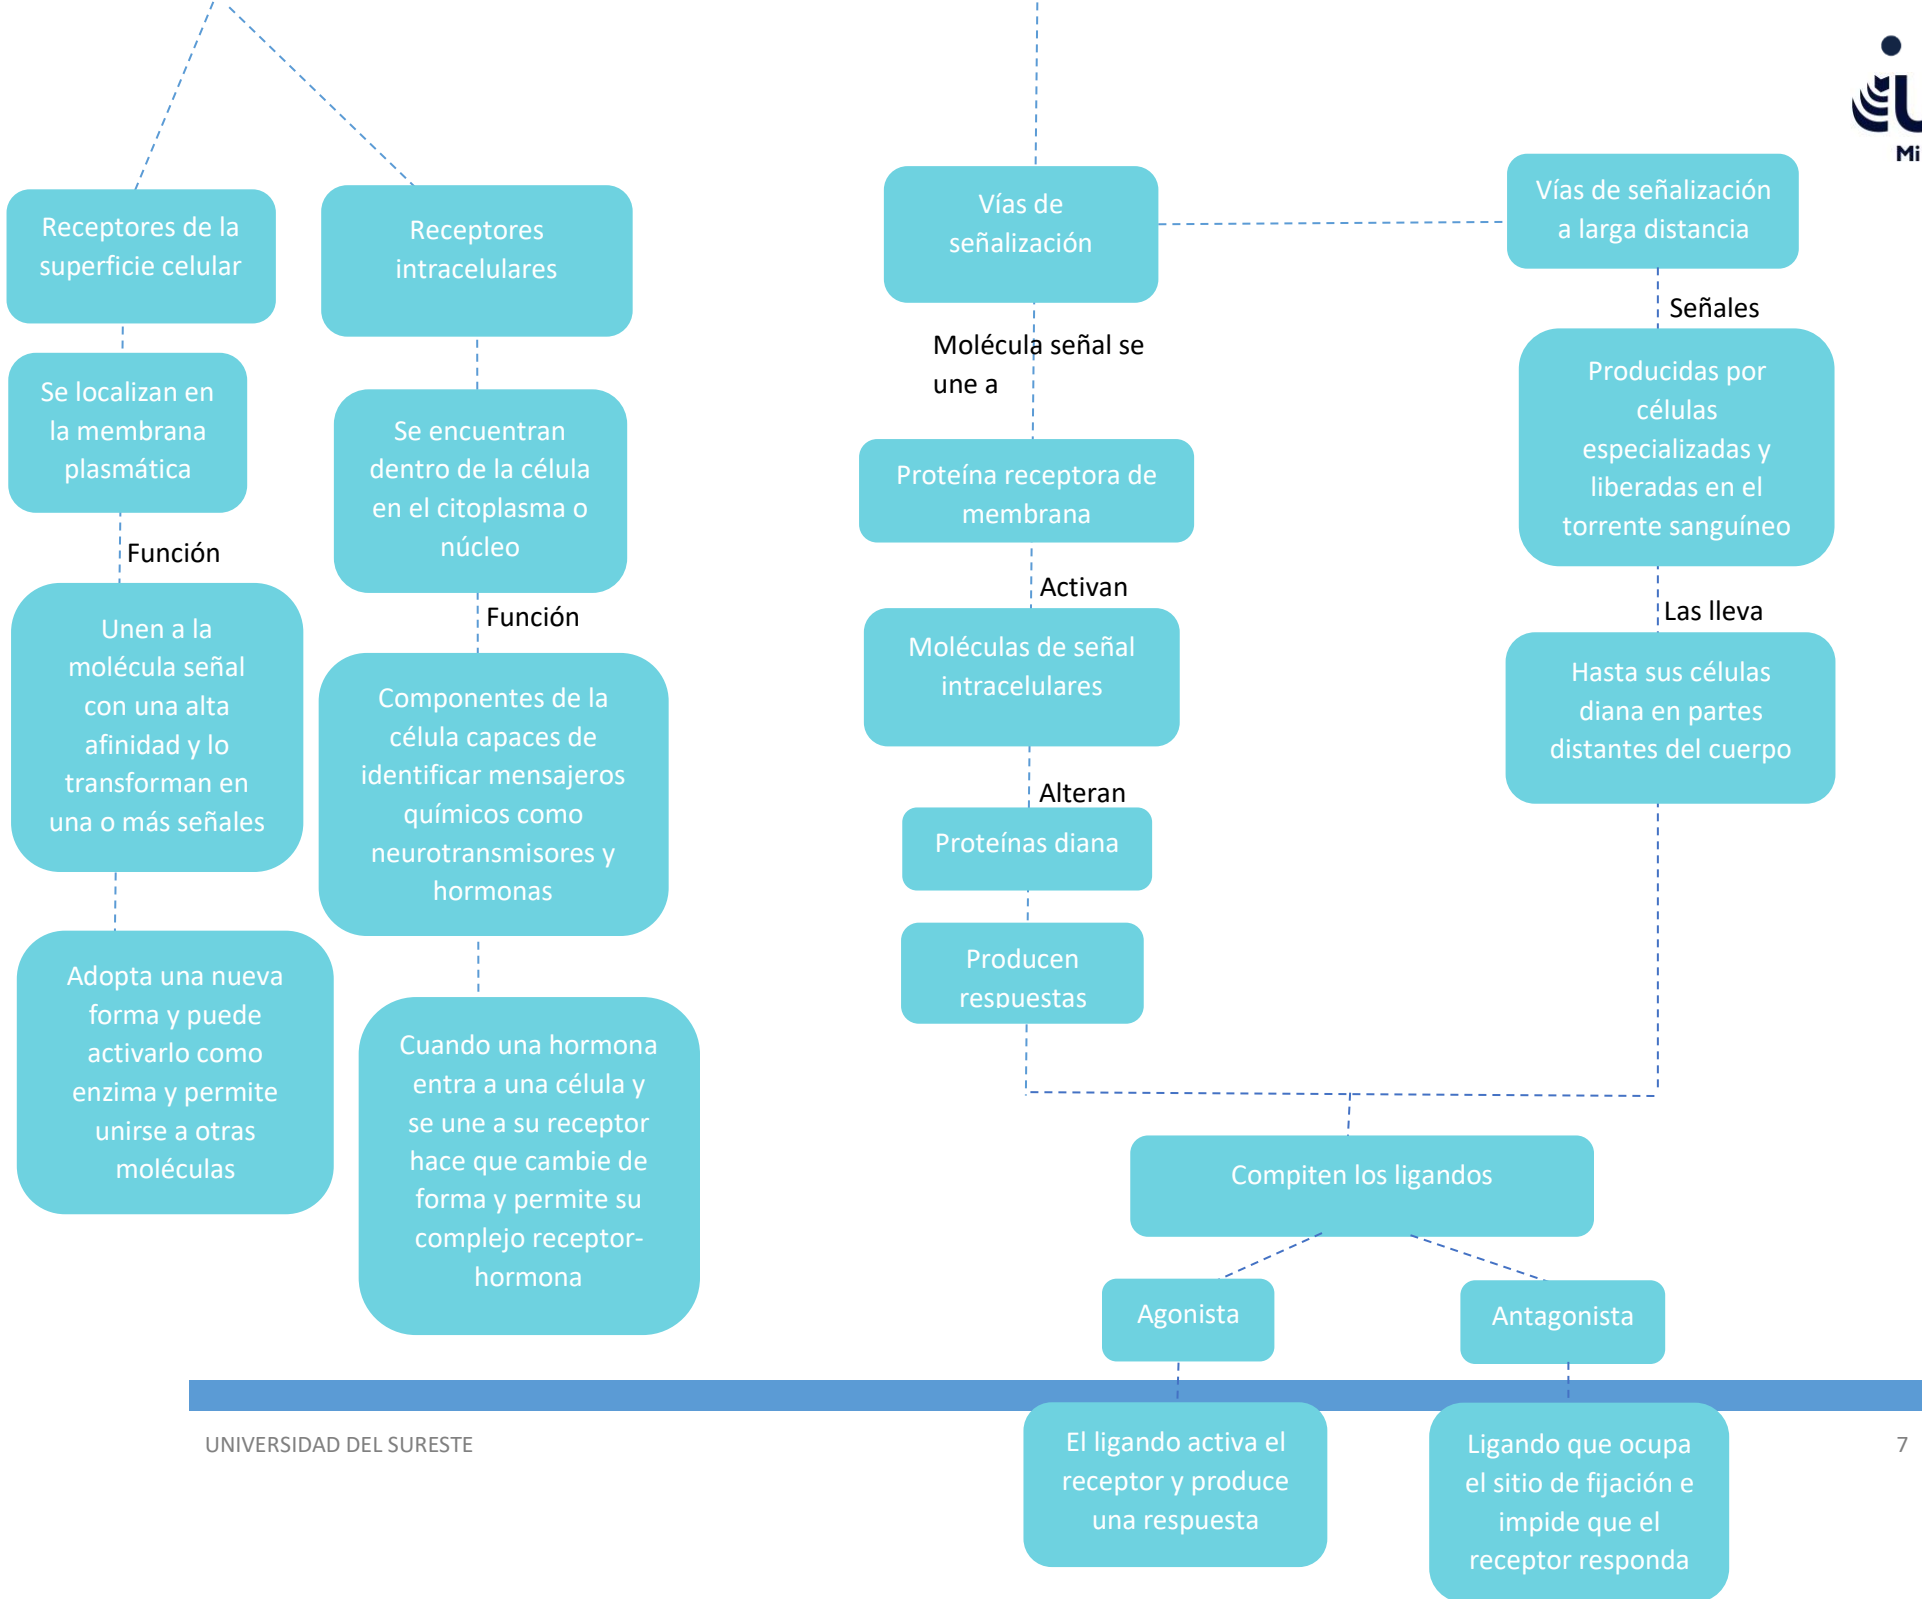 Mi
Receptores de la
superficie celular
Se localizan en
la membrana
plasmática
Función
Unen a la
molécula señal
con una alta
afinidad y lo
transforman en
una o más señales
Adopta una nueva
forma y puede
activarlo como
enzima y permite
unirse a otras
moléculas
Receptores
intracelulares
Se encuentran
dentro de la célula
en el citoplasma o
núcleo
Función
Componentes de la
célula capaces de
identificar mensajeros
químicos como
neurotransmisores y
hormonas
Cuando una hormona
entra a una célula y
se une a su receptor
hace que cambie de
forma y permite su
complejo receptor-
hormona
Vías de
señalización
Molécula señal se
une a
Proteína receptora de
membrana
Activan
Moléculas de señal
intracelulares
Alteran
Proteínas diana
Producen
respuestas
Vías de señalización
a larga distancia
Señales
Producidas por
células
especializadas y
liberadas en el
torrente sanguíneo
Las lleva
Hasta sus células
diana en partes
distantes del cuerpo
Compiten los ligandos
Agonista
El ligando activa el
receptor y produce
una respuesta
Antagonista
Ligando que ocupa
el sitio de fijación e
impide que el
receptor responda
UNIVERSIDAD DEL SURESTE
7